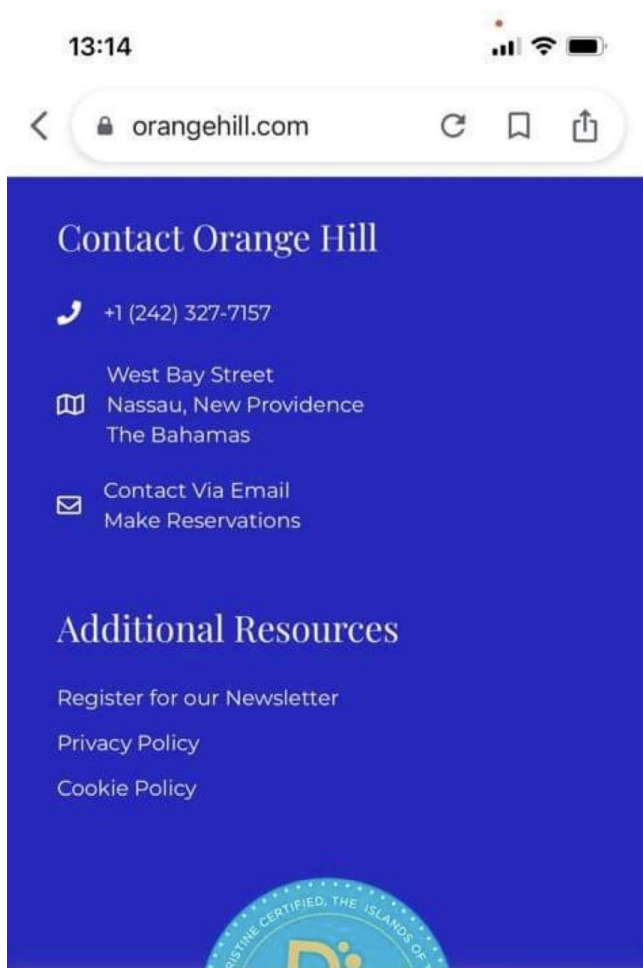 13:14
orangehill.com
Contact Orange Hill
+1 (242) 327-7157
West Bay Street
Nassau, New Providence
The Bahamas
Contact Via Email
Make Reservations
Additional Resources
Register for our Newsletter
Privacy Policy
Cookie Policy
CERTIFIED, THE ISLANDS OF